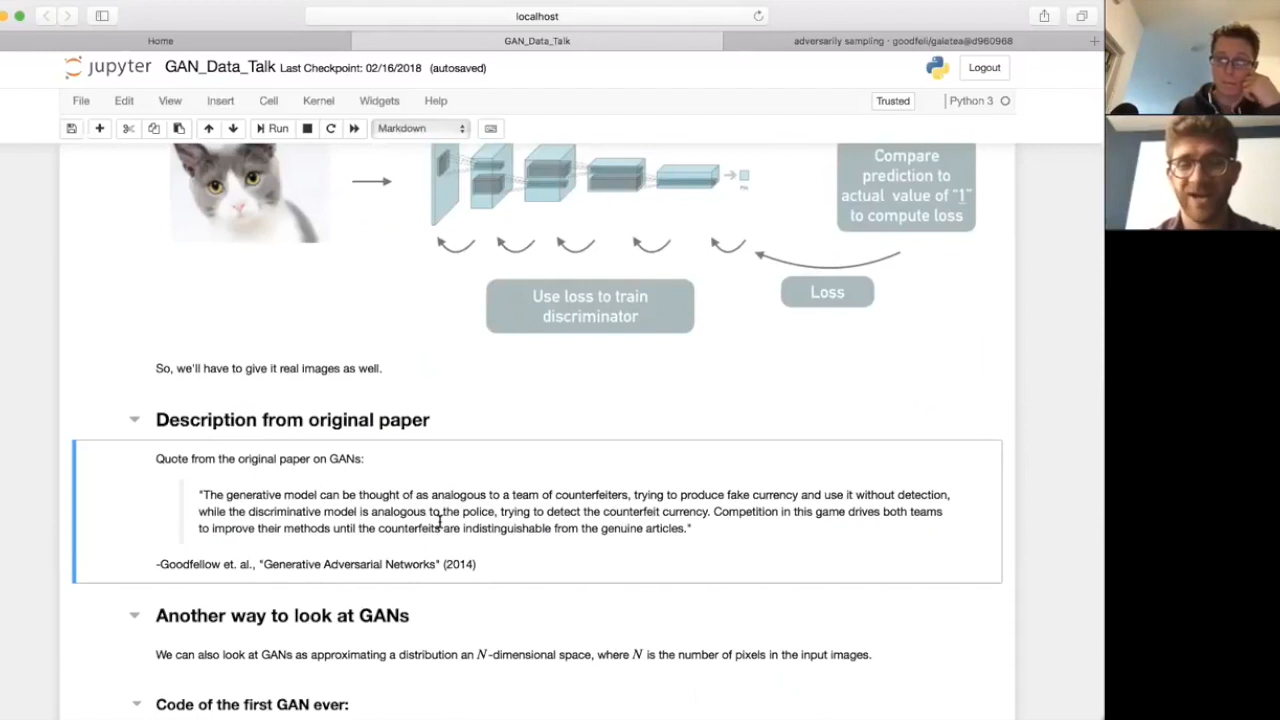 localhost
Home
GAN_Data_Talk
adversarily sampling · goodfeli/galatea@d960968
jupyter GAN_Data_Talk Last Checkpoint: 02/16/2018 (autosaved)
Logout
File Edit View Insert Cell Kernel Widgets Help
Trusted
Python 3
Run
Markdown
Compare
prediction to
actual value of "1"
to compute loss
Use loss to train
discriminator
Loss
So, we'll have to give it real images as well.
Description from original paper
Quote from the original paper on GANs:
"The generative model can be thought of as analogous to a team of counterfeiters, trying to produce fake currency and use it without detection,
while the discriminative model is analogous to the police, trying to detect the counterfeit currency. Competition in this game drives both teams
to improve their methods until the counterfeits are indistinguishable from the genuine articles."
-Goodfellow et. al., "Generative Adversarial Networks" (2014)
Another way to look at GANs
We can also look at GANs as approximating a distribution an N-dimensional space, where N is the number of pixels in the input images.
Code of the first GAN ever: